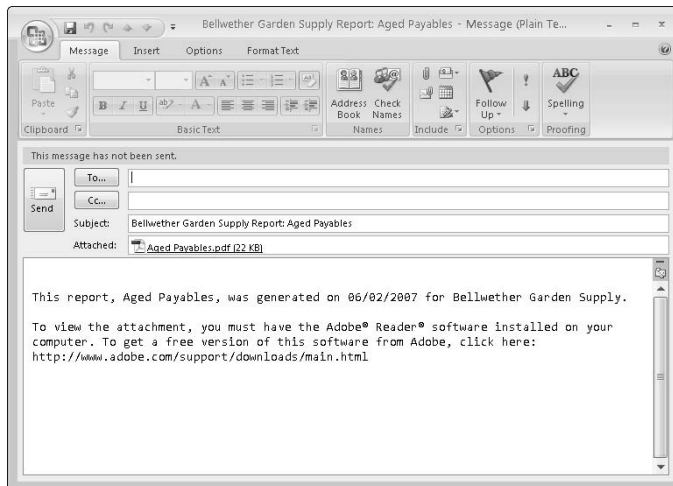 Bellwether Garden Supply Report: Aged Payables - Message (Plain Te...
Message Insert Options Format Text
Paste
Clipboard
B I U ab A
Basic Text
Address Book
Check Names
Names
Include
Follow Up
Options
ABC
Spelling
Proofing
This message has not been sent.
Send
To...
Cc...
Subject: Bellwether Garden Supply Report: Aged Payables
Attached: Aged Payables.pdf (22 KB)
This report, Aged Payables, was generated on 06/02/2007 for Bellwether Garden Supply.
To view the attachment, you must have the Adobe® Reader® software installed on your
computer. To get a free version of this software from Adobe, click here:
http://www.adobe.com/support/downloads/main.html